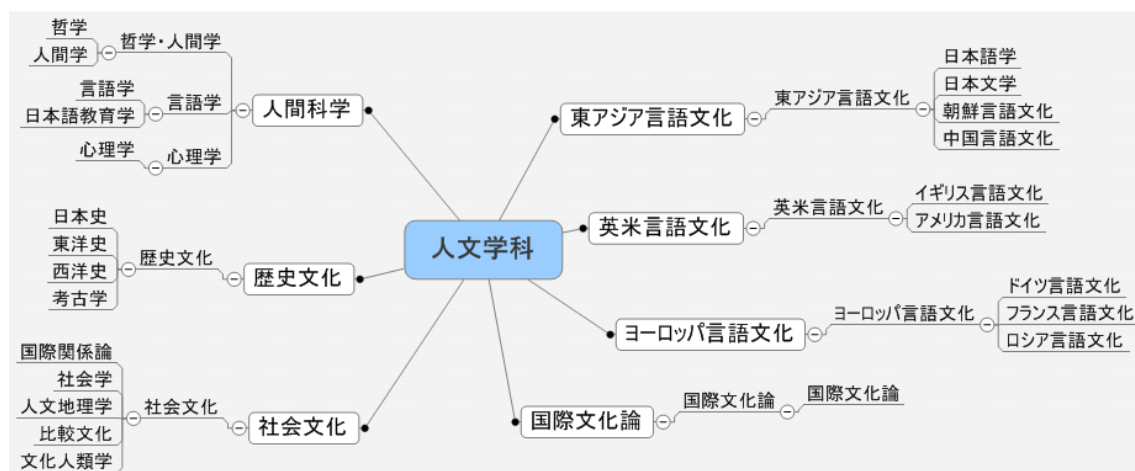 人文学科
人間科学
哲学・人間学
哲学
人間学
言語学
言語学
日本語教育学
心理学
心理学
歴史文化
歴史文化
日本史
東洋史
西洋史
考古学
社会文化
社会文化
国際関係論
社会学
人文地理学
比較文化
文化人類学
東アジア言語文化
東アジア言語文化
日本語学
日本文学
朝鮮言語文化
中国言語文化
英米言語文化
英米言語文化
イギリス言語文化
アメリカ言語文化
ヨーロッパ言語文化
ヨーロッパ言語文化
ドイツ言語文化
フランス言語文化
ロシア言語文化
国際文化論
国際文化論
国際文化論